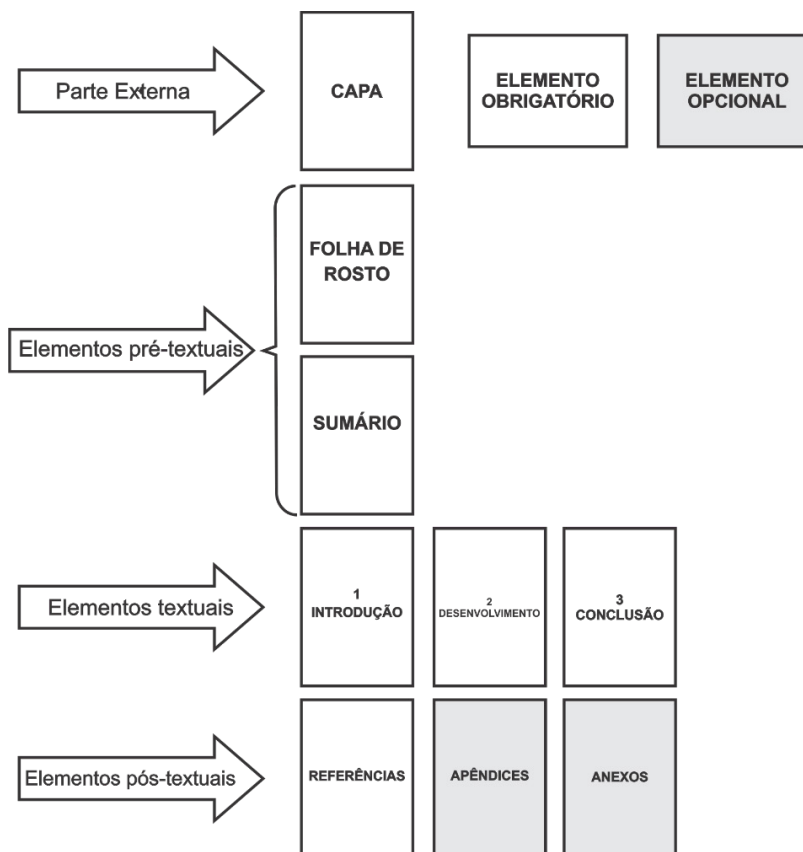 Parte Externa
CAPA
ELEMENTO
OBRIGATÓRIO
ELEMENTO
OPCIONAL
FOLHA DE
ROSTO
Elementos pré-textuais
SUMÁRIO
Elementos textuais
1
INTRODUÇÃO
2
DESENVOLVIMENTO
3
CONCLUSÃO
Elementos pós-textuais
REFERÊNCIAS
APÊNDICES
ANEXOS